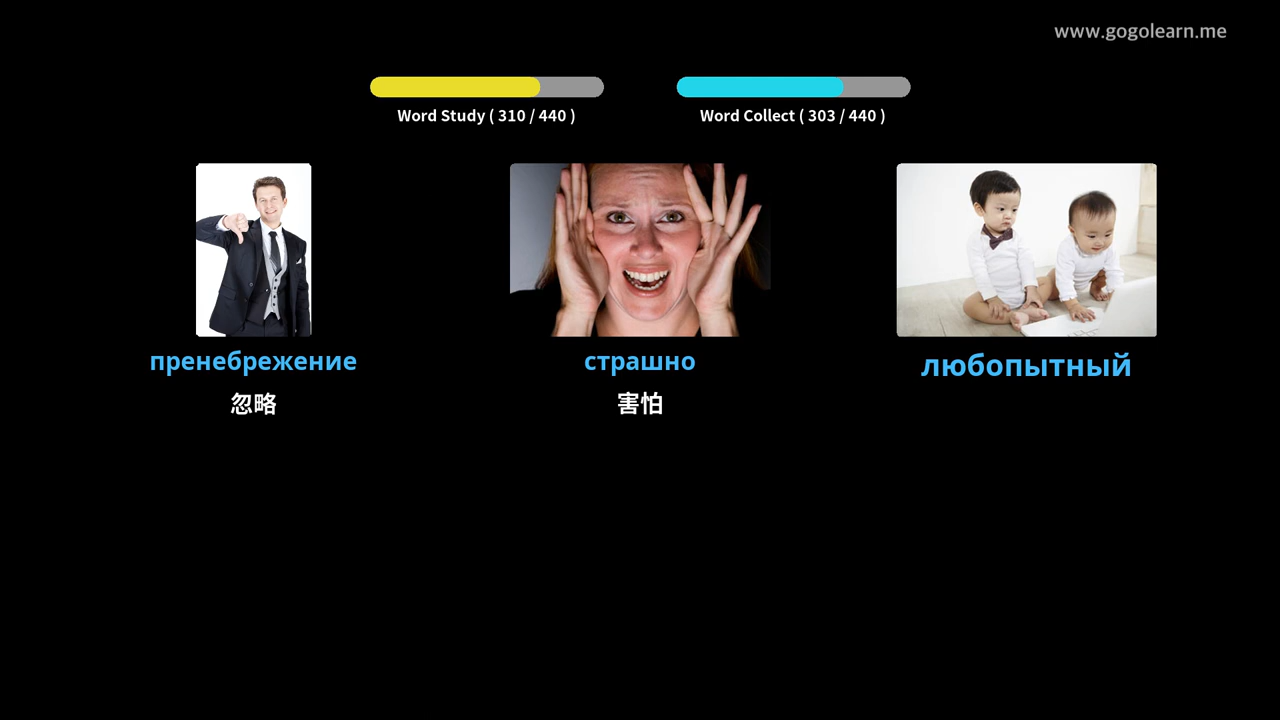 www.gogolearn.me
Word Study ( 310 / 440 )
Word Collect ( 303 / 440 )
пренебрежение
忽略
страшно
害怕
любопытный